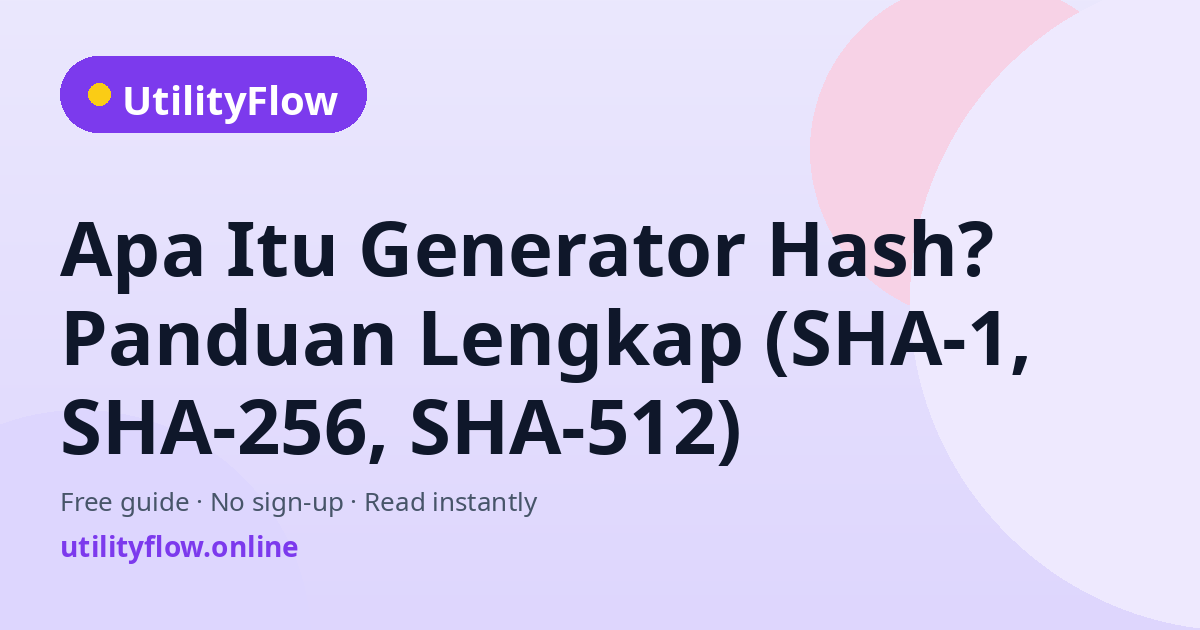 UtilityFlow
Apa Itu Generator Hash?
Panduan Lengkap (SHA-1,
SHA-256, SHA-512)
Free guide · No sign-up · Read instantly
utilityflow.online